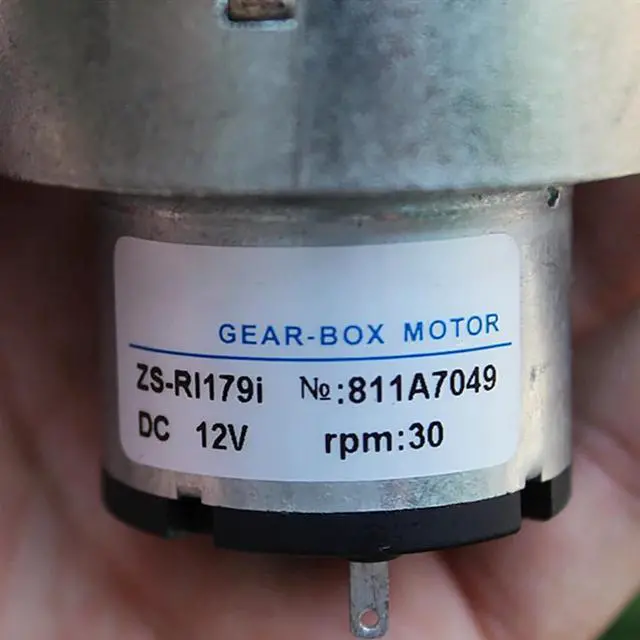 GEAR-BOX MOTOR
ZS-RI179i №:811A7049
DC 12V rpm:30